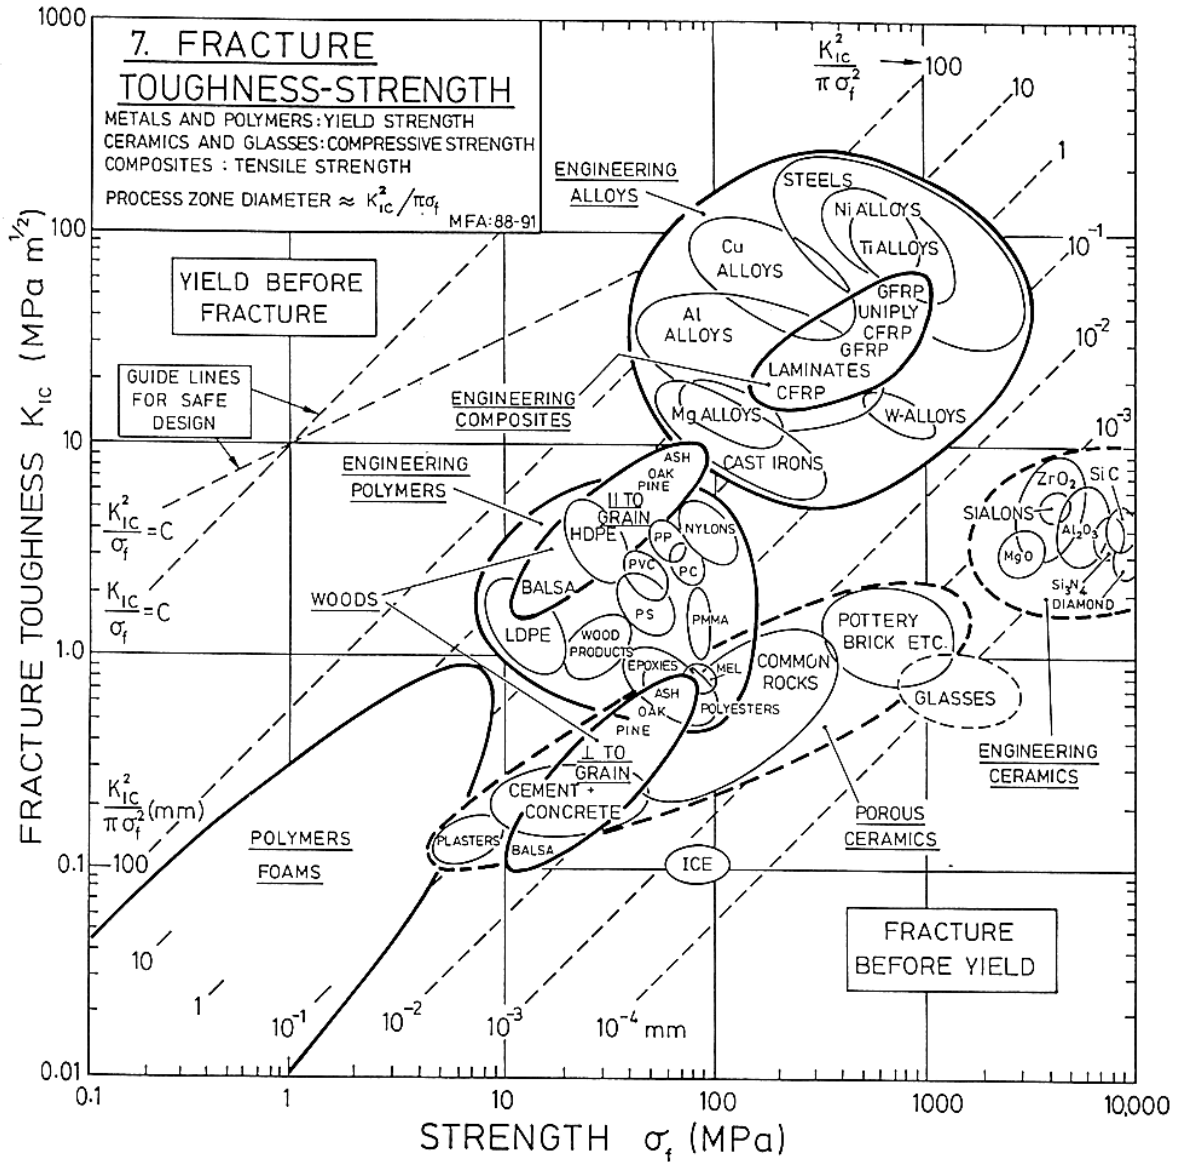 7. FRACTURE
TOUGHNESS-STRENGTH
METALS AND POLYMERS: YIELD STRENGTH
CERAMICS AND GLASSES: COMPRESSIVE STRENGTH
COMPOSITES : TENSILE STRENGTH
PROCESS ZONE DIAMETER ≈ K²IC/πσf
MFA:88-91
K²IC/πσ²f → 100
10
1
10⁻¹
10⁻²
10⁻³
1000
100
10
1.0
0.1
0.01
FRACTURE TOUGHNESS KIC (MPa m^1/2)
YIELD BEFORE
FRACTURE
GUIDE LINES
FOR SAFE
DESIGN
K²IC/σf = C
KIC/σf = C
K²IC/πσ²f (mm)
100
10
1
10⁻¹
10⁻²
10⁻³
10⁻⁴ mm
ENGINEERING
ALLOYS
STEELS
Ni ALLOYS
Ti ALLOYS
Cu
ALLOYS
Al
ALLOYS
GFRP
UNIPLY
CFRP
GFRP
LAMINATES
CFRP
Mg ALLOYS
W-ALLOYS
CAST IRONS
ENGINEERING
COMPOSITES
ENGINEERING
POLYMERS
ASH
OAK
PINE
|| TO
GRAIN
HDPE
PP
NYLONS
PVC
PC
BALSA
WOODS
PS
PMMA
LDPE
WOOD
PRODUCTS
EPOXIES
MEL
ASH
OAK
POLYESTERS
PINE
⊥ TO
GRAIN
CEMENT +
CONCRETE
PLASTERS
BALSA
ICE
COMMON
ROCKS
POTTERY
BRICK ETC.
GLASSES
ZrO₂
SiC
SIALONS
Al₂O₃
MgO
Si₃N₄
DIAMOND
ENGINEERING
CERAMICS
POROUS
CERAMICS
POLYMERS
FOAMS
FRACTURE
BEFORE YIELD
0.1
1
10
100
1000
10,000
STRENGTH σf (MPa)